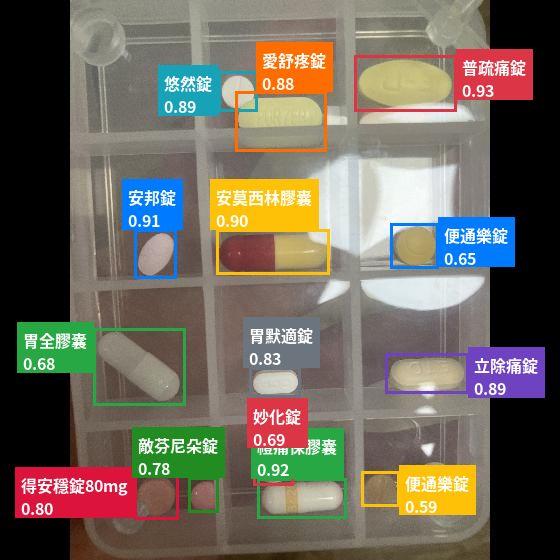 愛舒疼錠
0.88
普疏痛錠
0.93
悠然錠
0.89
安邦錠
0.91
安莫西林膠囊
0.90
便通樂錠
0.65
胃全膠囊
0.68
胃默適錠
0.83
立除痛錠
0.89
妙化錠
0.69
痛保膠囊
0.92
敵芬尼朵錠
0.78
得安穩錠80mg
0.80
便通樂錠
0.59